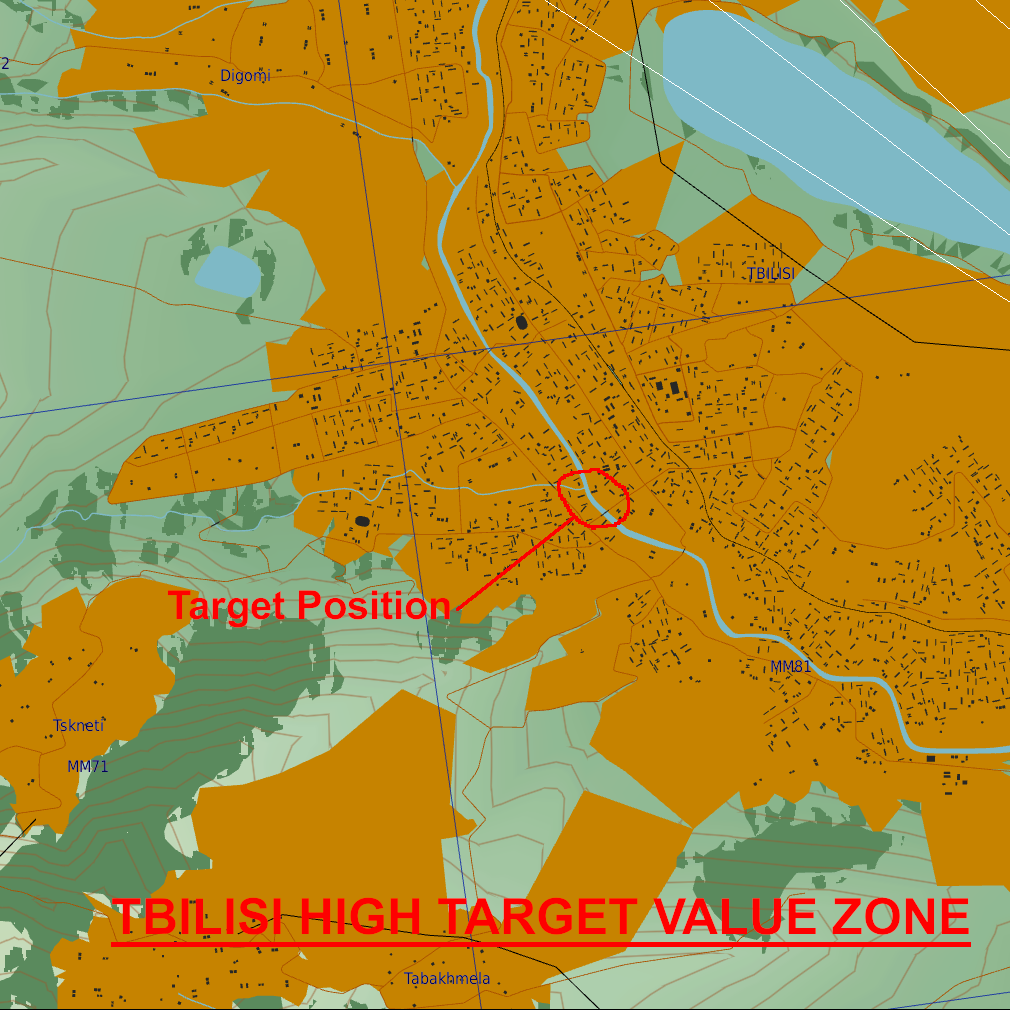 2
Digomi
TBILISI
Target Position
MM81
Tskneti
MM71
TBILISI HIGH TARGET VALUE ZONE
Tabakhmela